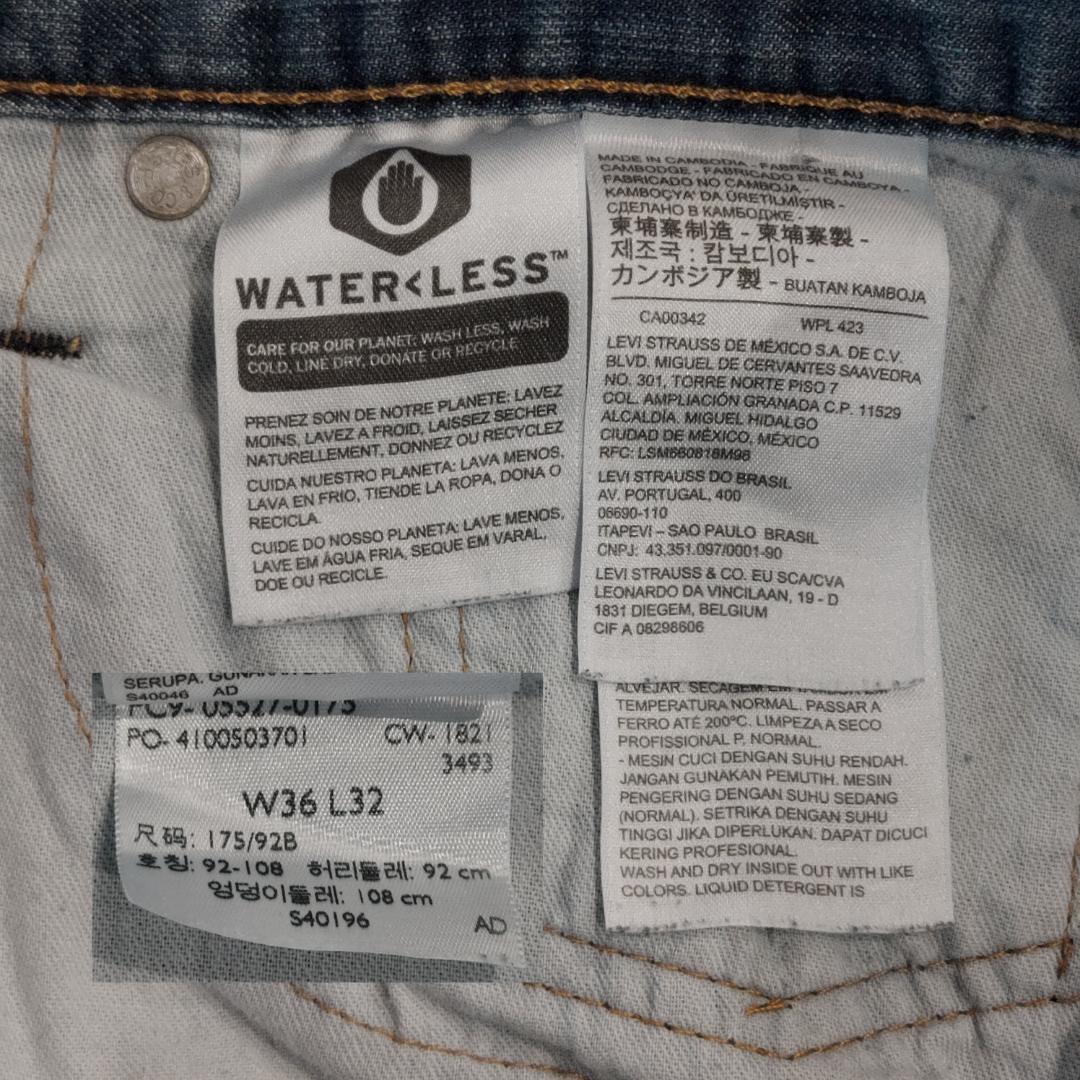 WATER<LESS™
CARE FOR OUR PLANET: WASH LESS, WASH
COLD, LINE DRY, DONATE OR RECYCLE
PRENEZ SOIN DE NOTRE PLANETE: LAVEZ
MOINS, LAVEZ A FROID, LAISSEZ SECHER
NATURELLEMENT, DONNEZ OU RECYCLEZ
CUIDA NUESTRO PLANETA: LAVA MENOS,
LAVA EN FRIO, TIENDE LA ROPA, DONA O
RECICLA.
CUIDE DO NOSSO PLANETA: LAVE MENOS,
LAVE EM ÁGUA FRIA, SEQUE EM VARAL,
DOE OU RECICLE.
MADE IN CAMBODIA - FABRIQUE AU
CAMBODGE - FABRICADO EN CAMBOYA -
FABRICADO NO CAMBOJA -
KAMBOÇYA' DA ÜRETILMIŞTIR -
СДЕЛАНО В КАМБОДЖЕ -
柬埔寨制造 - 柬埔寨製 -
제조국 : 캄보디아 -
カンボジア製 - BUATAN KAMBOJA
CA00342 WPL 423
LEVI STRAUSS DE MÉXICO S.A. DE C.V.
BLVD. MIGUEL DE CERVANTES SAAVEDRA
NO. 301, TORRE NORTE PISO 7
COL. AMPLIACIÓN GRANADA C.P. 11529
ALCALDÍA. MIGUEL HIDALGO
CIUDAD DE MÉXICO, MÉXICO
RFC: LSM660818M98
LEVI STRAUSS DO BRASIL
AV. PORTUGAL, 400
06690-110
ITAPEVI – SAO PAULO BRASIL
CNPJ: 43.351.097/0001-90
LEVI STRAUSS & CO. EU SCA/CVA
LEONARDO DA VINCILAAN, 19 - D
1831 DIEGEM, BELGIUM
CIF A 08298606
ALVEJAR. SECAGEM EM
TEMPERATURA NORMAL. PASSAR A
FERRO ATÉ 200ºC. LIMPEZA A SECO
PROFISSIONAL P, NORMAL.
- MESIN CUCI DENGAN SUHU RENDAH.
JANGAN GUNAKAN PEMUTIH. MESIN
PENGERING DENGAN SUHU SEDANG
(NORMAL). SETRIKA DENGAN SUHU
TINGGI JIKA DIPERLUKAN. DAPAT DICUCI
KERING PROFESIONAL.
WASH AND DRY INSIDE OUT WITH LIKE
COLORS. LIQUID DETERGENT IS
SERUPA.
S40046 AD
PC9- 05527-0175
PO- 4100503701 CW- 1821
3493
W36 L32
尺码: 175/92B
호칭: 92-108 허리둘레: 92 cm
엉덩이둘레: 108 cm
S40196 AD